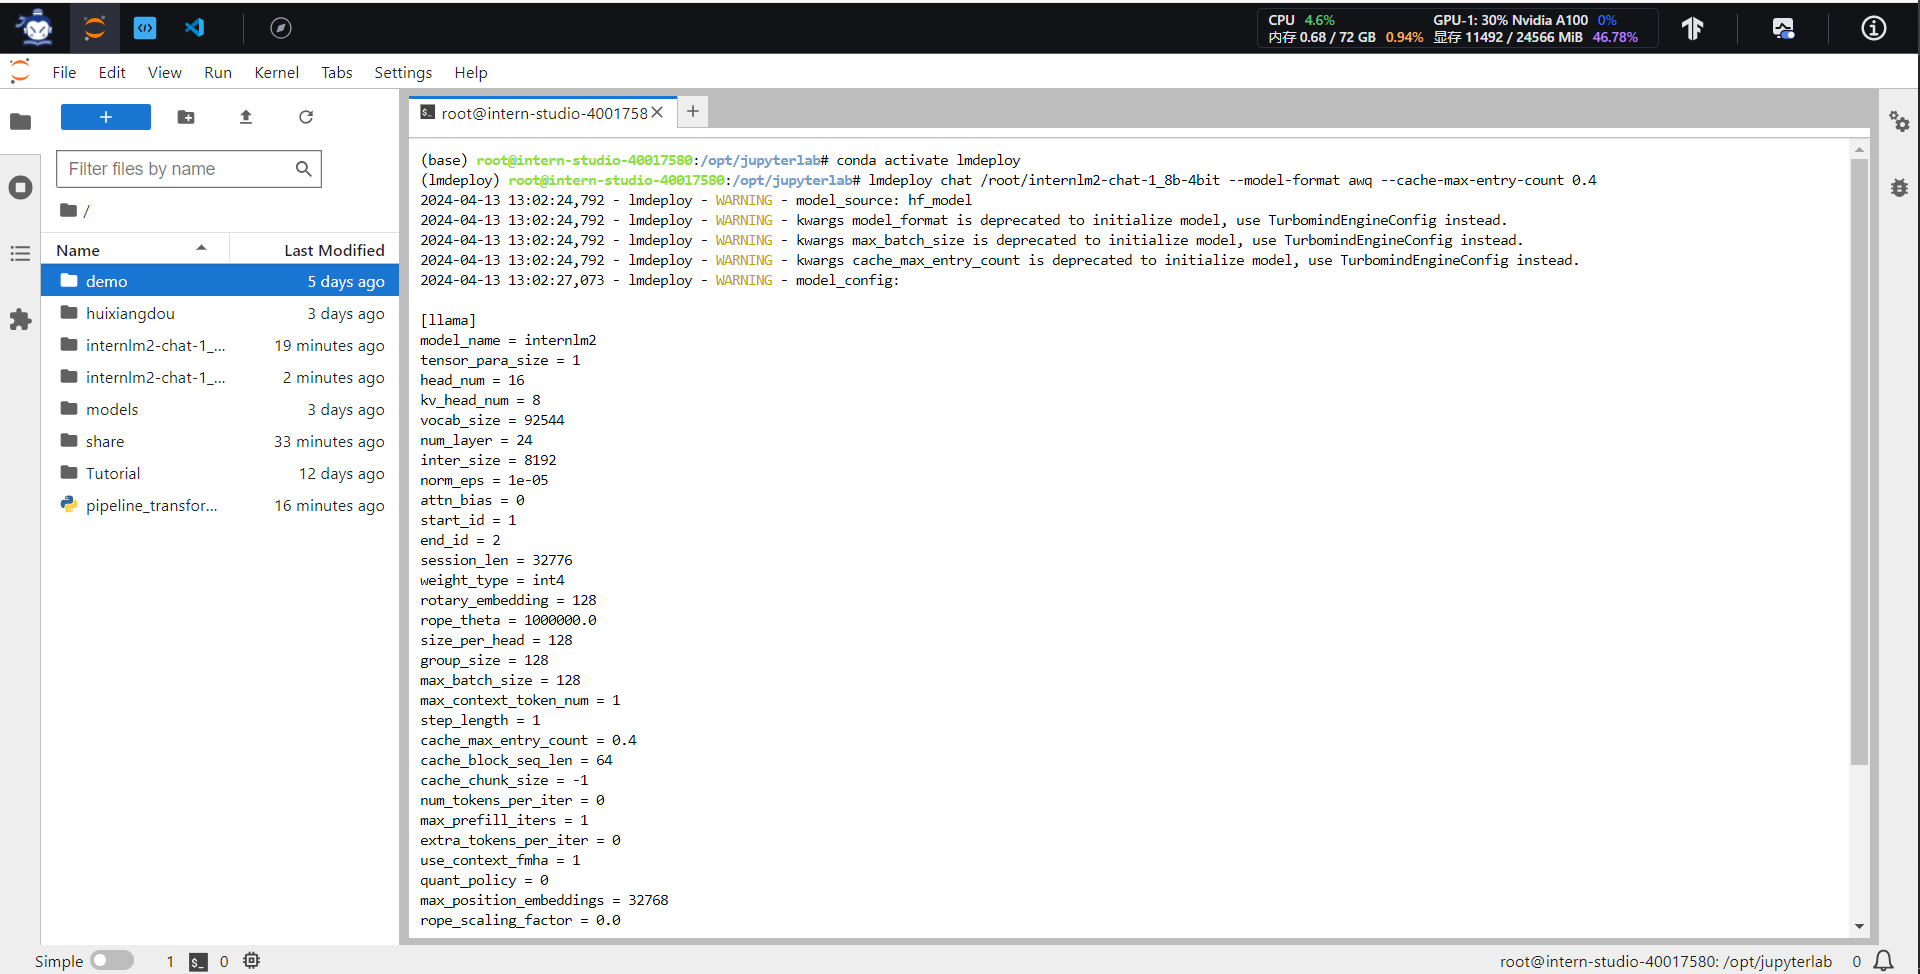 CPU 4.6% GPU-1: 30% Nvidia A100 0%
内存 0.68 / 72 GB 0.94% 显存 11492 / 24566 MiB 46.78%
File Edit View Run Kernel Tabs Settings Help
root@intern-studio-4001758
Filter files by name
/
Name Last Modified
demo 5 days ago
huixiangdou 3 days ago
internlm2-chat-1_... 19 minutes ago
internlm2-chat-1_... 2 minutes ago
models 3 days ago
share 33 minutes ago
Tutorial 12 days ago
pipeline_transfor... 16 minutes ago
(base) root@intern-studio-40017580:/opt/jupyterlab# conda activate lmdeploy
(lmdeploy) root@intern-studio-40017580:/opt/jupyterlab# lmdeploy chat /root/internlm2-chat-1_8b-4bit --model-format awq --cache-max-entry-count 0.4
2024-04-13 13:02:24,792 - lmdeploy - WARNING - model_source: hf_model
2024-04-13 13:02:24,792 - lmdeploy - WARNING - kwargs model_format is deprecated to initialize model, use TurbomindEngineConfig instead.
2024-04-13 13:02:24,792 - lmdeploy - WARNING - kwargs max_batch_size is deprecated to initialize model, use TurbomindEngineConfig instead.
2024-04-13 13:02:24,792 - lmdeploy - WARNING - kwargs cache_max_entry_count is deprecated to initialize model, use TurbomindEngineConfig instead.
2024-04-13 13:02:27,073 - lmdeploy - WARNING - model_config:
[llama]
model_name = internlm2
tensor_para_size = 1
head_num = 16
kv_head_num = 8
vocab_size = 92544
num_layer = 24
inter_size = 8192
norm_eps = 1e-05
attn_bias = 0
start_id = 1
end_id = 2
session_len = 32776
weight_type = int4
rotary_embedding = 128
rope_theta = 1000000.0
size_per_head = 128
group_size = 128
max_batch_size = 128
max_context_token_num = 1
step_length = 1
cache_max_entry_count = 0.4
cache_block_seq_len = 64
cache_chunk_size = -1
num_tokens_per_iter = 0
max_prefill_iters = 1
extra_tokens_per_iter = 0
use_context_fmha = 1
quant_policy = 0
max_position_embeddings = 32768
rope_scaling_factor = 0.0
Simple 1 0 root@intern-studio-40017580: /opt/jupyterlab 0